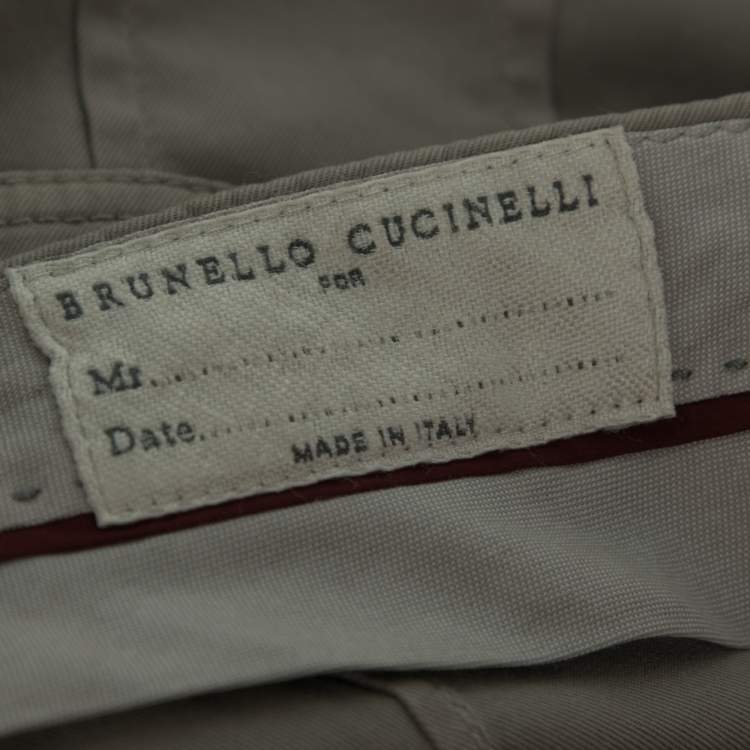 BRUNELLO CUCINELLI
FOR
Mr..............................
Date..............................
MADE IN ITALY